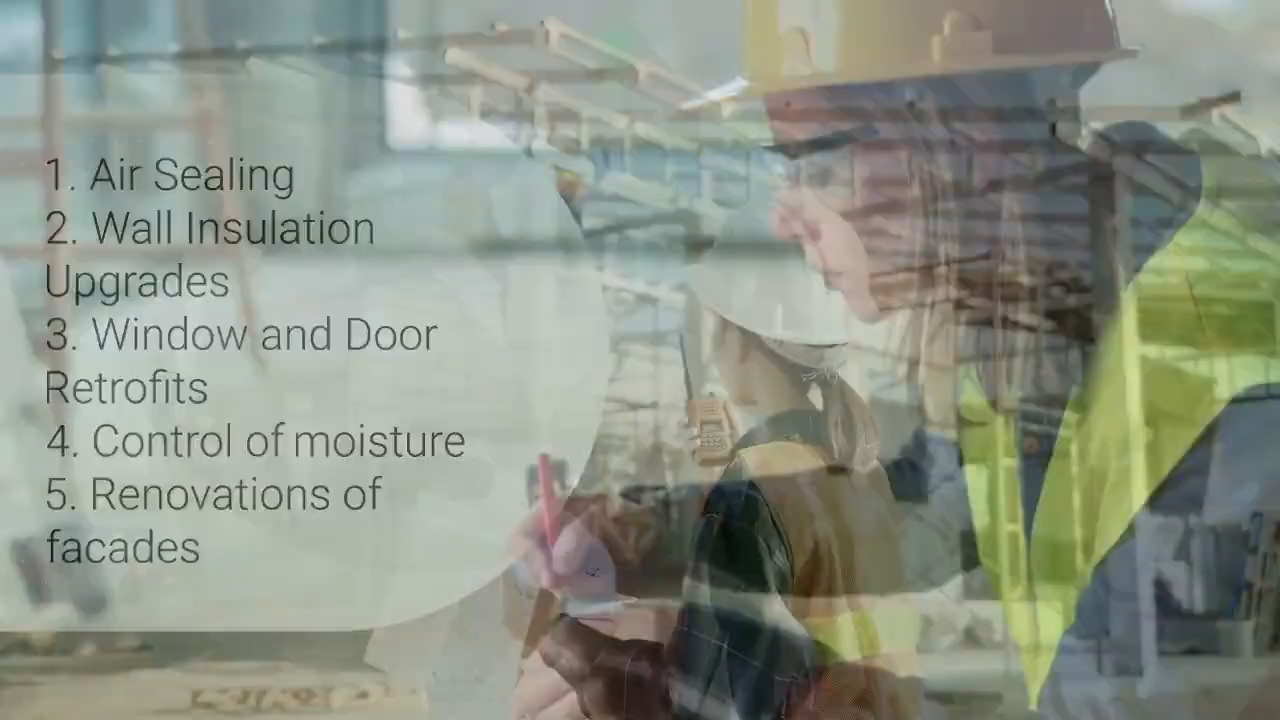 1. Air Sealing
2. Wall Insulation
Upgrades
3. Window and Door
Retrofits
4. Control of moisture
5. Renovations of
facades